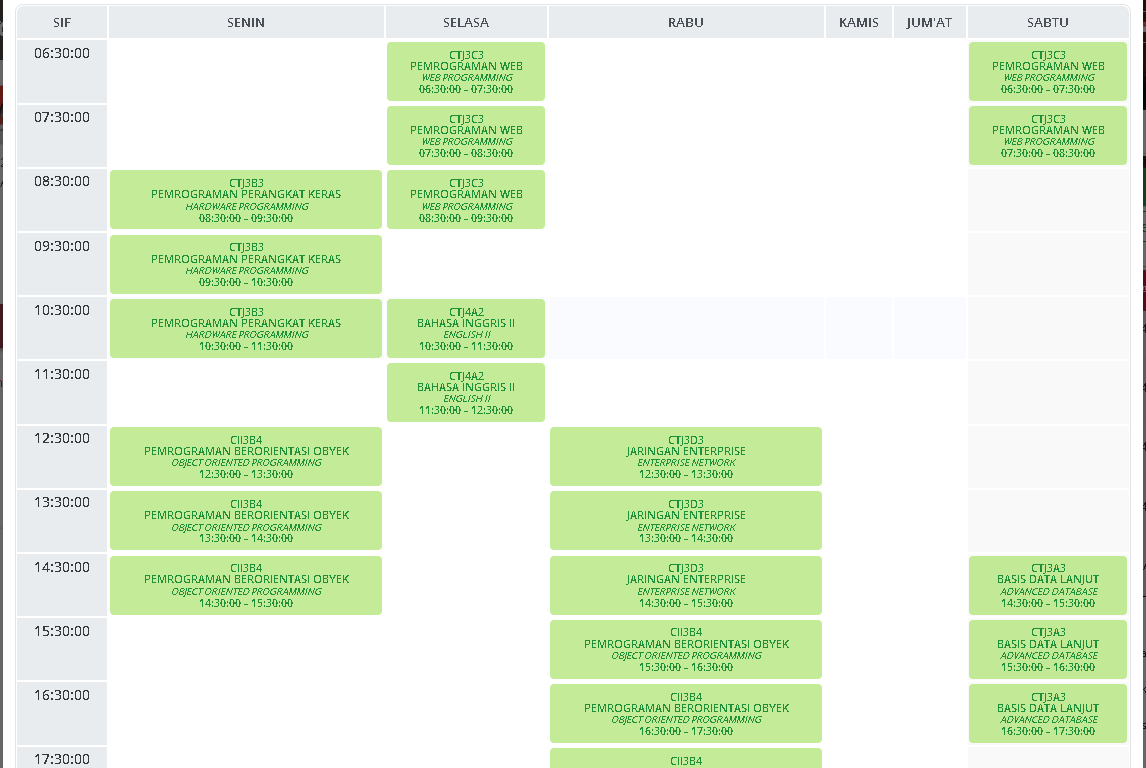 SIF SENIN SELASA RABU KAMIS JUM'AT SABTU
06:30:00
CTJ3C3
PEMROGRAMAN WEB
WEB PROGRAMMING
06:30:00 – 07:30:00
CTJ3C3
PEMROGRAMAN WEB
WEB PROGRAMMING
06:30:00 – 07:30:00
07:30:00
CTJ3C3
PEMROGRAMAN WEB
WEB PROGRAMMING
07:30:00 – 08:30:00
CTJ3C3
PEMROGRAMAN WEB
WEB PROGRAMMING
07:30:00 – 08:30:00
08:30:00
CTJ3B3
PEMROGRAMAN PERANGKAT KERAS
HARDWARE PROGRAMMING
08:30:00 – 09:30:00
CTJ3C3
PEMROGRAMAN WEB
WEB PROGRAMMING
08:30:00 – 09:30:00
09:30:00
CTJ3B3
PEMROGRAMAN PERANGKAT KERAS
HARDWARE PROGRAMMING
09:30:00 – 10:30:00
10:30:00
CTJ3B3
PEMROGRAMAN PERANGKAT KERAS
HARDWARE PROGRAMMING
10:30:00 – 11:30:00
CTJ4A2
BAHASA INGGRIS II
ENGLISH II
10:30:00 – 11:30:00
11:30:00
CTJ4A2
BAHASA INGGRIS II
ENGLISH II
11:30:00 – 12:30:00
12:30:00
CII3B4
PEMROGRAMAN BERORIENTASI OBYEK
OBJECT ORIENTED PROGRAMMING
12:30:00 – 13:30:00
CTJ3D3
JARINGAN ENTERPRISE
ENTERPRISE NETWORK
12:30:00 – 13:30:00
13:30:00
CII3B4
PEMROGRAMAN BERORIENTASI OBYEK
OBJECT ORIENTED PROGRAMMING
13:30:00 – 14:30:00
CTJ3D3
JARINGAN ENTERPRISE
ENTERPRISE NETWORK
13:30:00 – 14:30:00
14:30:00
CII3B4
PEMROGRAMAN BERORIENTASI OBYEK
OBJECT ORIENTED PROGRAMMING
14:30:00 – 15:30:00
CTJ3D3
JARINGAN ENTERPRISE
ENTERPRISE NETWORK
14:30:00 – 15:30:00
CTJ3A3
BASIS DATA LANJUT
ADVANCED DATABASE
14:30:00 – 15:30:00
15:30:00
CII3B4
PEMROGRAMAN BERORIENTASI OBYEK
OBJECT ORIENTED PROGRAMMING
15:30:00 – 16:30:00
CTJ3A3
BASIS DATA LANJUT
ADVANCED DATABASE
15:30:00 – 16:30:00
16:30:00
CII3B4
PEMROGRAMAN BERORIENTASI OBYEK
OBJECT ORIENTED PROGRAMMING
16:30:00 – 17:30:00
CTJ3A3
BASIS DATA LANJUT
ADVANCED DATABASE
16:30:00 – 17:30:00
17:30:00
CII3B4